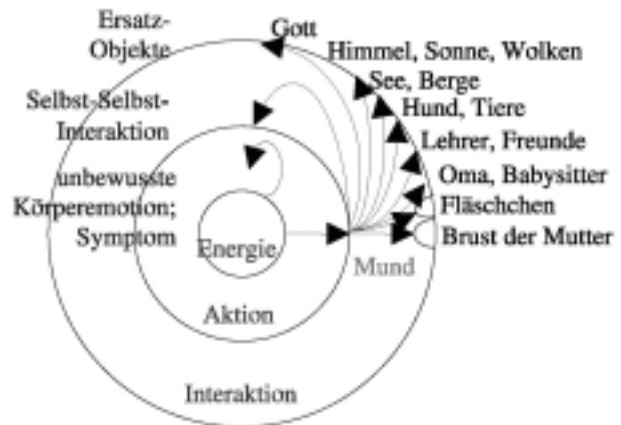 Ersatz-
Objekte
Gott
Himmel, Sonne, Wolken
See, Berge
Selbst-Selbst-
Interaktion
Hund, Tiere
Lehrer, Freunde
Oma, Babysitter
unbewusste
Körperemotion;
Symptom
Fläschchen
Brust der Mutter
Energie
Mund
Aktion
Interaktion